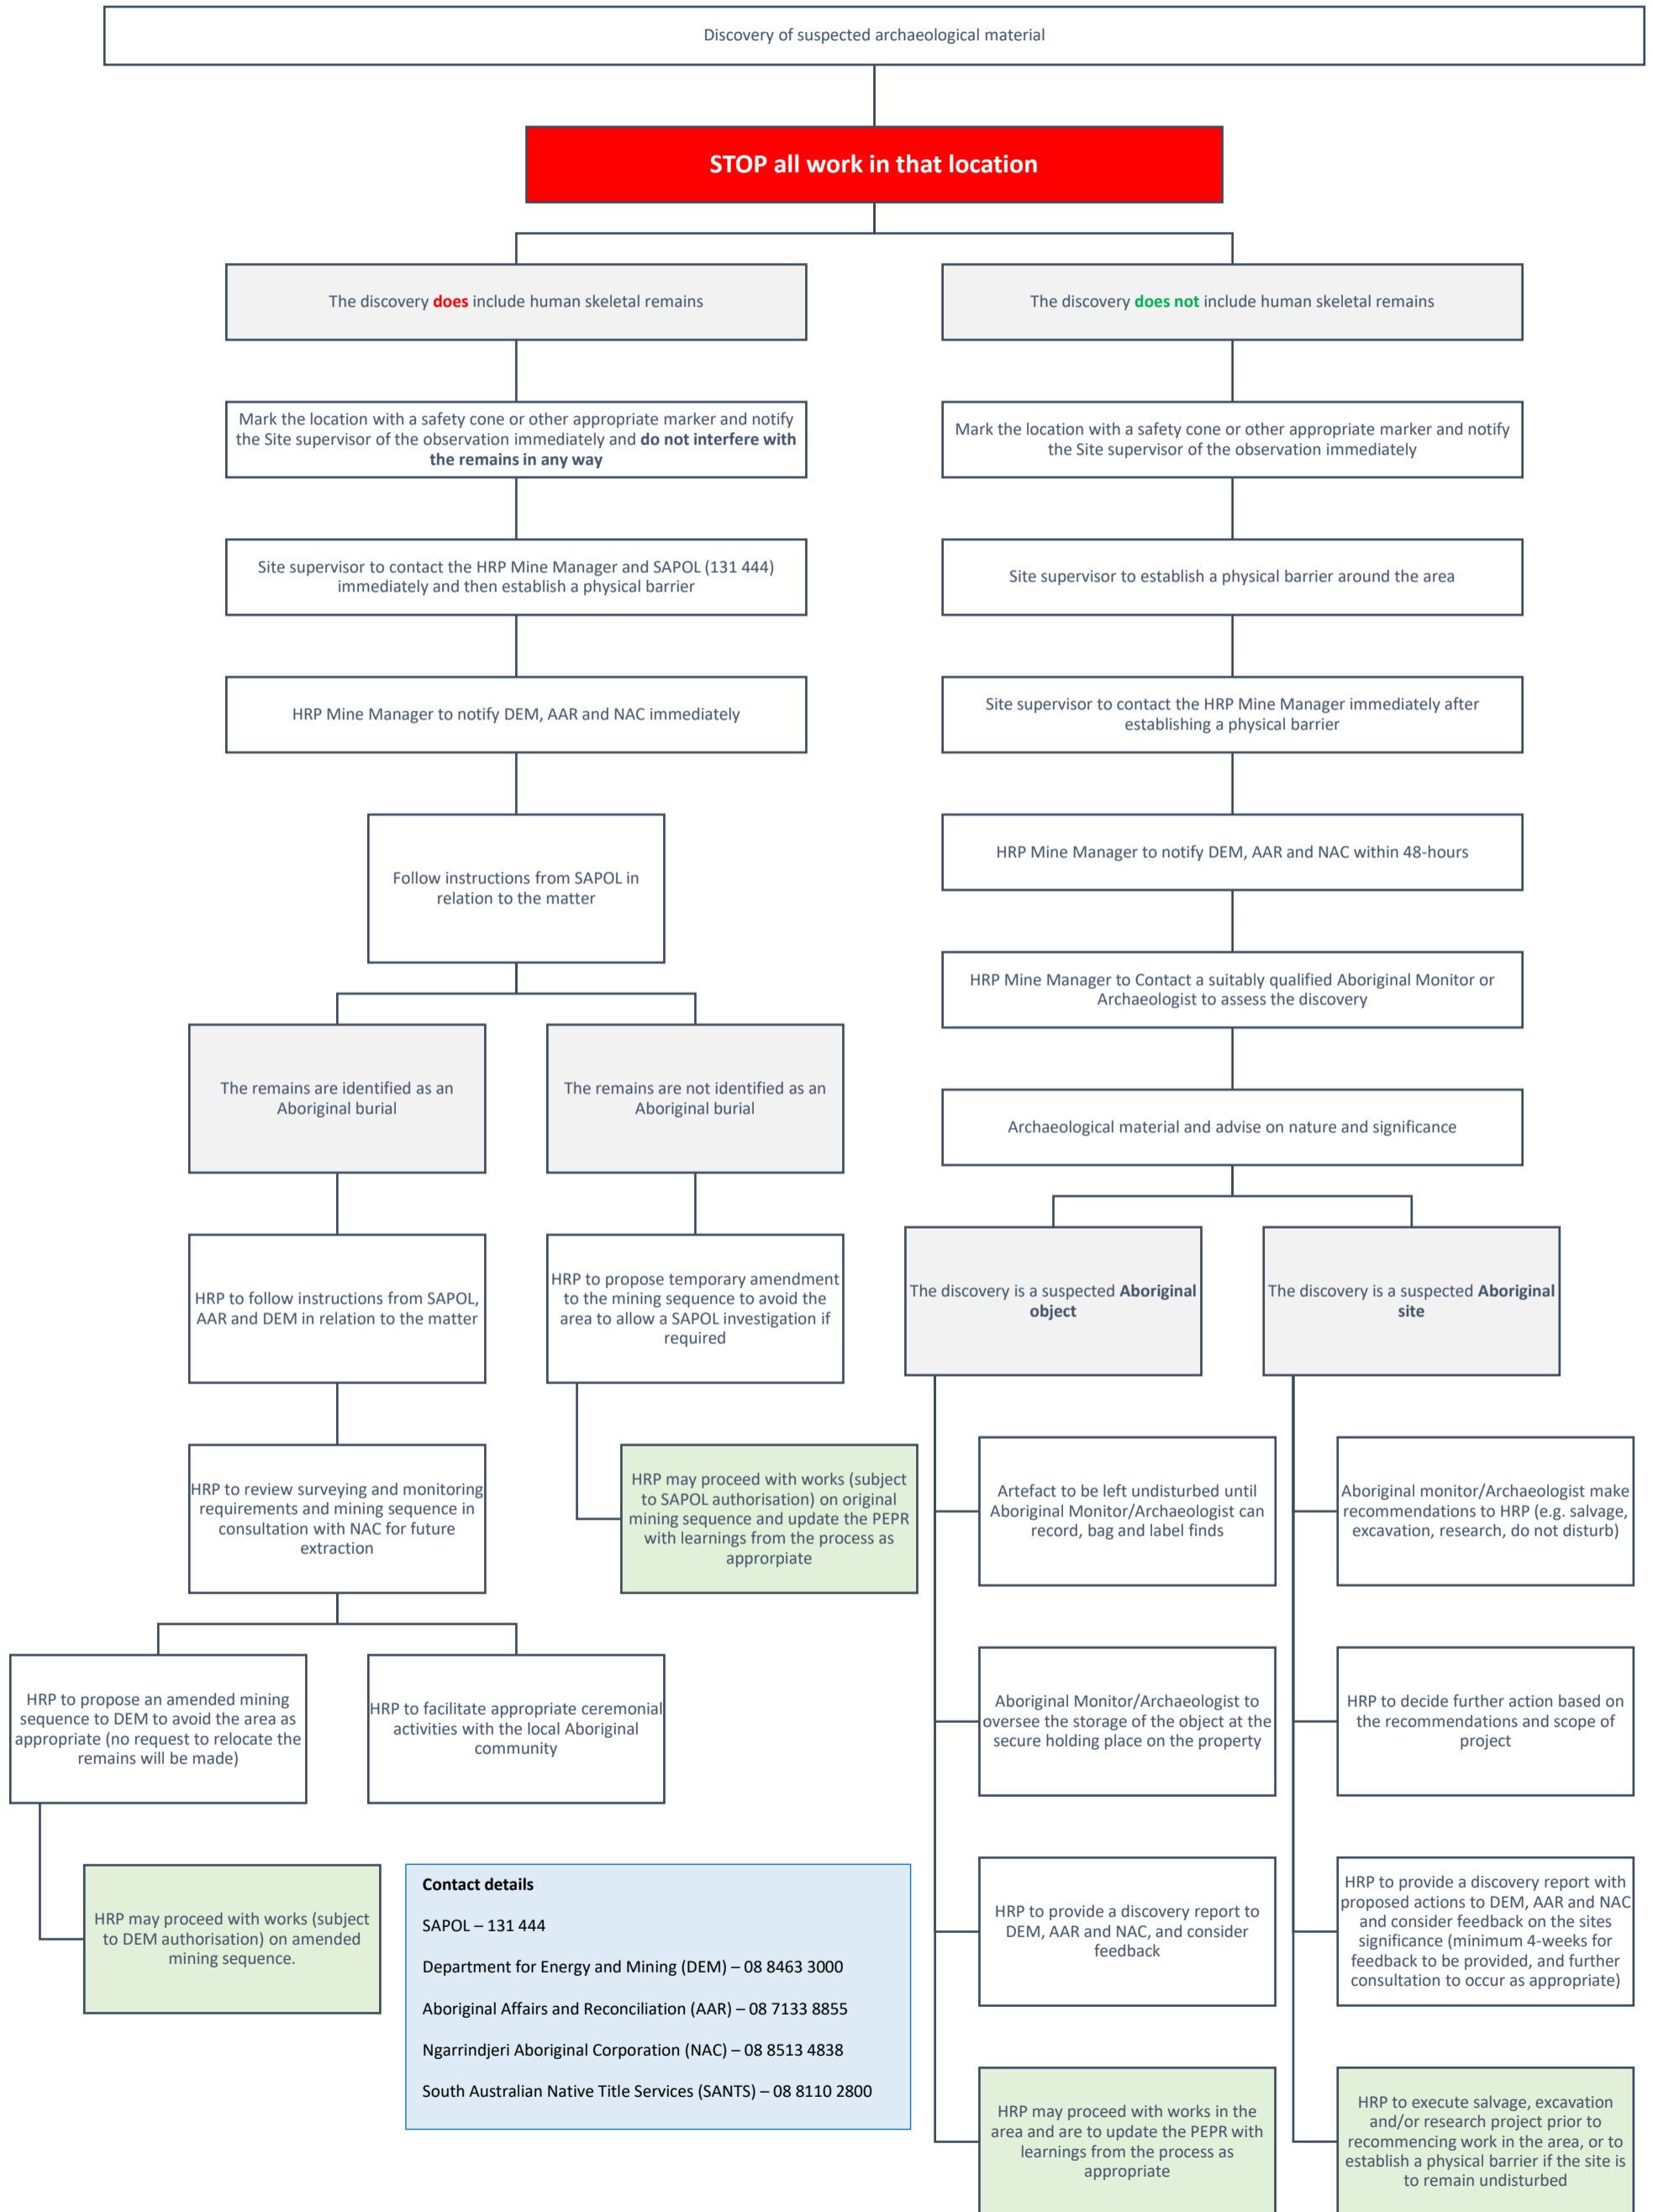 Discovery of suspected archaeological material
STOP all work in that location
The discovery does include human skeletal remains
The discovery does not include human skeletal remains
Mark the location with a safety cone or other appropriate marker and notify
the Site supervisor of the observation immediately and do not interfere with
the remains in any way
Mark the location with a safety cone or other appropriate marker and notify
the Site supervisor of the observation immediately
Site supervisor to contact the HRP Mine Manager and SAPOL (131 444)
immediately and then establish a physical barrier
Site supervisor to establish a physical barrier around the area
HRP Mine Manager to notify DEM, AAR and NAC immediately
Site supervisor to contact the HRP Mine Manager immediately after
establishing a physical barrier
Follow instructions from SAPOL in
relation to the matter
HRP Mine Manager to notify DEM, AAR and NAC within 48-hours
HRP Mine Manager to Contact a suitably qualified Aboriginal Monitor or
Archaeologist to assess the discovery
The remains are identified as an
Aboriginal burial
The remains are not identified as an
Aboriginal burial
Archaeological material and advise on nature and significance
HRP to follow instructions from SAPOL,
AAR and DEM in relation to the matter
HRP to propose temporary amendment
to the mining sequence to avoid the
area to allow a SAPOL investigation if
required
The discovery is a suspected Aboriginal
object
The discovery is a suspected Aboriginal
site
HRP to review surveying and monitoring
requirements and mining sequence in
consultation with NAC for future
extraction
HRP may proceed with works (subject
to SAPOL authorisation) on original
mining sequence and update the PEPR
with learnings from the process as
approrpiate
Artefact to be left undisturbed until
Aboriginal Monitor/Archaeologist can
record, bag and label finds
Aboriginal monitor/Archaeologist make
recommendations to HRP (e.g. salvage,
excavation, research, do not disturb)
HRP to propose an amended mining
sequence to DEM to avoid the area as
appropriate (no request to relocate the
remains will be made)
HRP to facilitate appropriate ceremonial
activities with the local Aboriginal
community
Aboriginal Monitor/Archaeologist to
oversee the storage of the object at the
secure holding place on the property
HRP to decide further action based on
the recommendations and scope of
project
HRP may proceed with works (subject
to DEM authorisation) on amended
mining sequence.
Contact details
SAPOL – 131 444
Department for Energy and Mining (DEM) – 08 8463 3000
Aboriginal Affairs and Reconciliation (AAR) – 08 7133 8855
Ngarrindjeri Aboriginal Corporation (NAC) – 08 8513 4838
South Australian Native Title Services (SANTS) – 08 8110 2800
HRP to provide a discovery report to
DEM, AAR and NAC, and consider
feedback
HRP to provide a discovery report with
proposed actions to DEM, AAR and NAC
and consider feedback on the sites
significance (minimum 4-weeks for
feedback to be provided, and further
consultation to occur as appropriate)
HRP may proceed with works in the
area and are to update the PEPR with
learnings from the process as
appropriate
HRP to execute salvage, excavation
and/or research project prior to
recommencing work in the area, or to
establish a physical barrier if the site is
to remain undisturbed